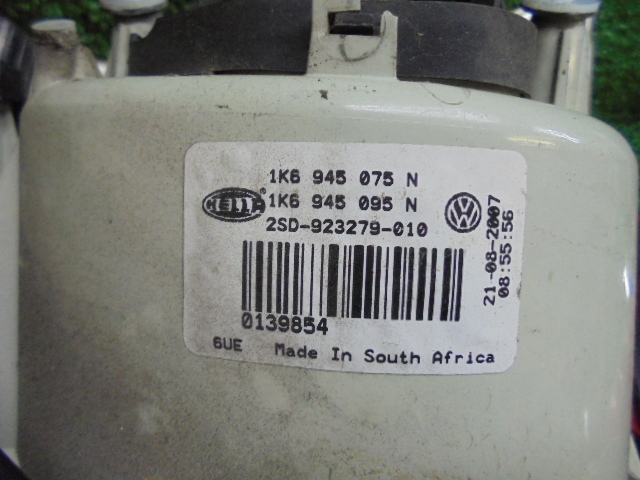 1K6 945 075 N
HELLA 1K6 945 095 N
2SD-923279-010
21-08-2007
08:55:56
0139854
6UE Made In South Africa